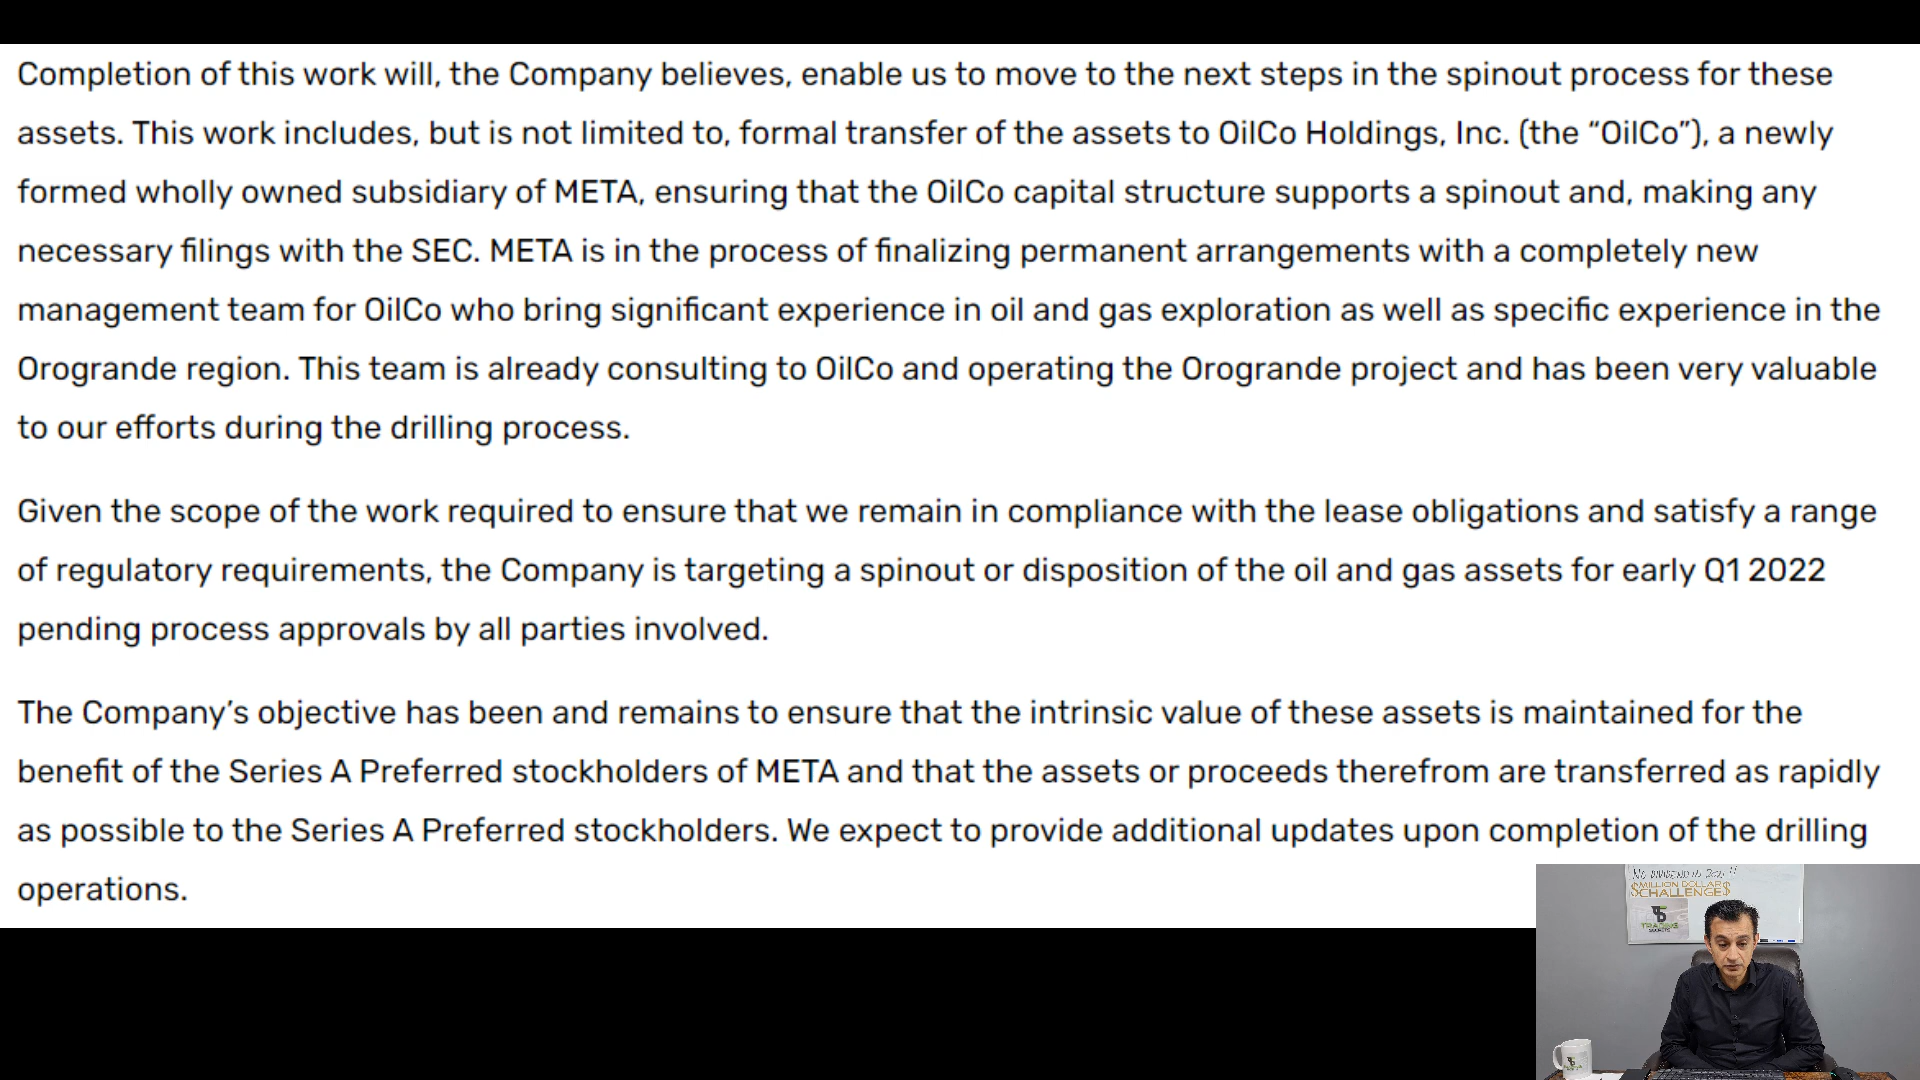 Completion of this work will, the Company believes, enable us to move to the next steps in the spinout process for these
assets. This work includes, but is not limited to, formal transfer of the assets to OilCo Holdings, Inc. (the “OilCo”), a newly
formed wholly owned subsidiary of META, ensuring that the OilCo capital structure supports a spinout and, making any
necessary filings with the SEC. META is in the process of finalizing permanent arrangements with a completely new
management team for OilCo who bring significant experience in oil and gas exploration as well as specific experience in the
Orogrande region. This team is already consulting to OilCo and operating the Orogrande project and has been very valuable
to our efforts during the drilling process.
Given the scope of the work required to ensure that we remain in compliance with the lease obligations and satisfy a range
of regulatory requirements, the Company is targeting a spinout or disposition of the oil and gas assets for early Q1 2022
pending process approvals by all parties involved.
The Company’s objective has been and remains to ensure that the intrinsic value of these assets is maintained for the
benefit of the Series A Preferred stockholders of META and that the assets or proceeds therefrom are transferred as rapidly
as possible to the Series A Preferred stockholders. We expect to provide additional updates upon completion of the drilling
operations.
NO DIVIDEND
$MILLION DOLLAR
CHALLENGE$
TRADING
SECRETS